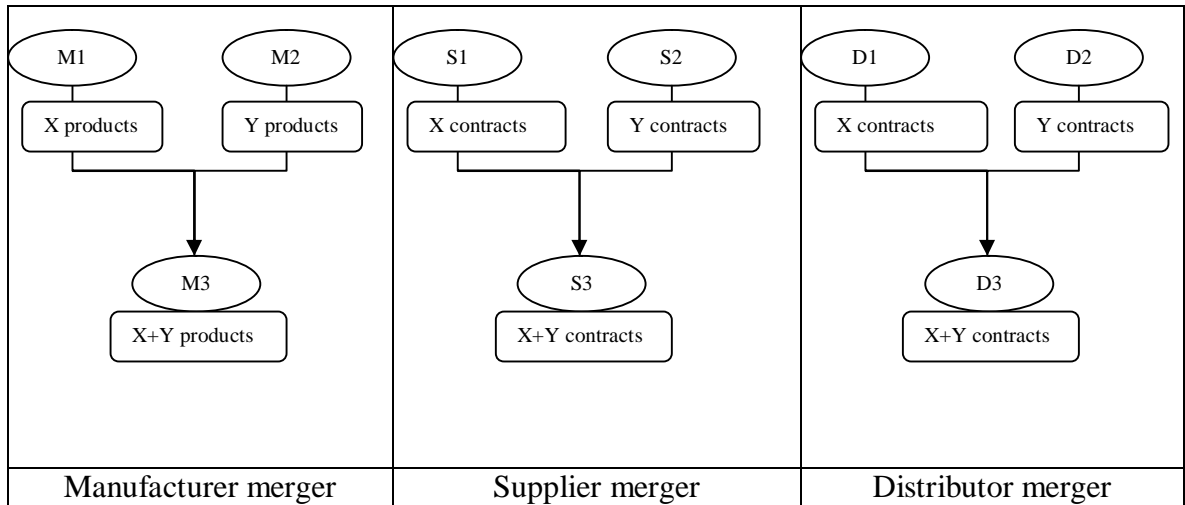 M1
M2
X products
Y products
M3
X+Y products
S1
S2
X contracts
Y contracts
S3
X+Y contracts
D1
D2
X contracts
Y contracts
D3
X+Y contracts
Manufacturer merger
Supplier merger
Distributor merger